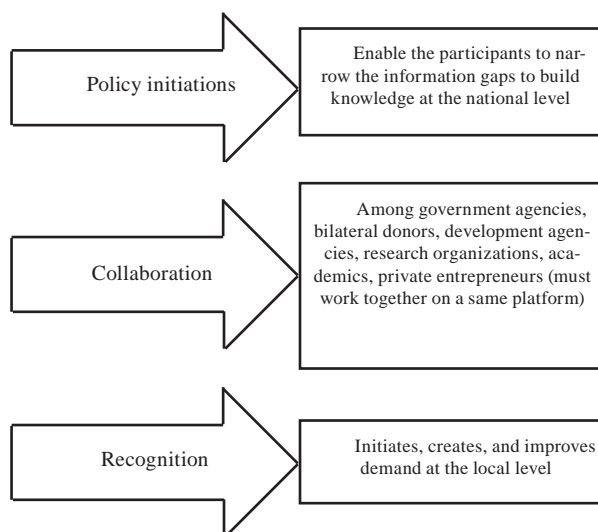 Policy initiations
Enable the participants to nar-
row the information gaps to build
knowledge at the national level
Collaboration
Among government agencies,
bilateral donors, development agen-
cies, research organizations, aca-
demics, private entrepreneurs (must
work together on a same platform)
Recognition
Initiates, creates, and improves
demand at the local level